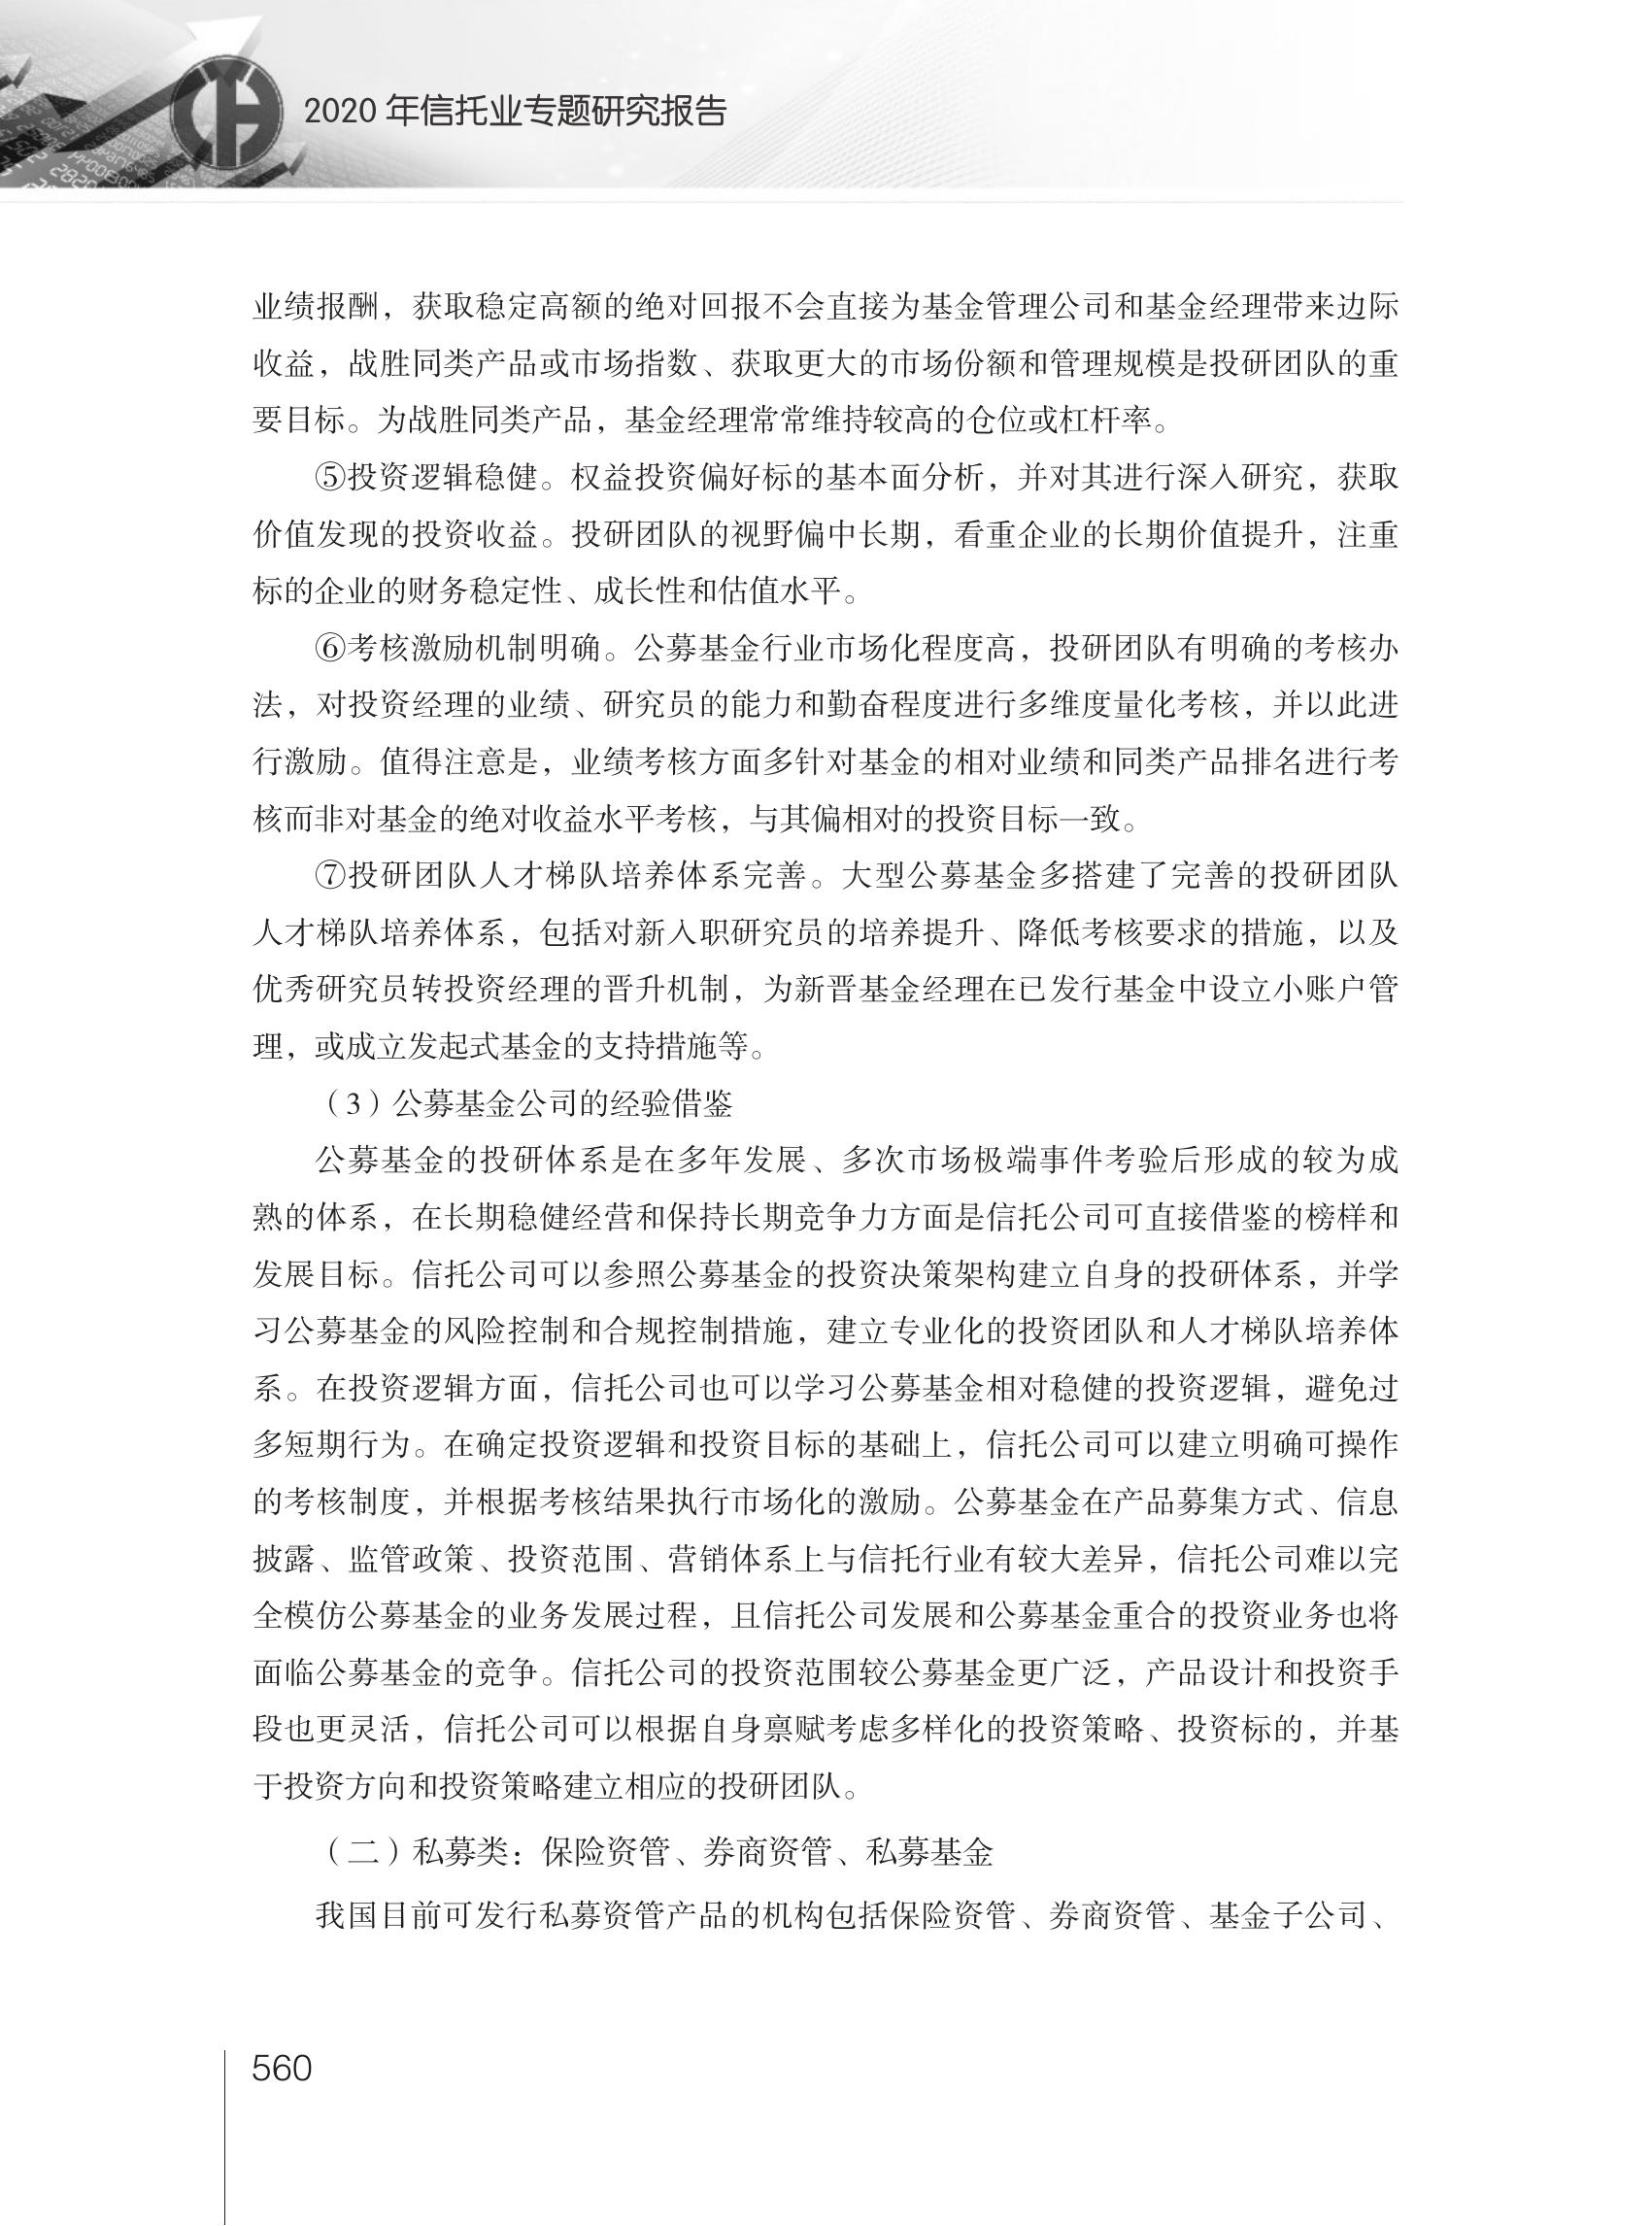 2020 年信托业专题研究报告
业绩报酬，获取稳定高额的绝对回报不会直接为基金管理公司和基金经理带来边际
收益，战胜同类产品或市场指数、获取更大的市场份额和管理规模是投研团队的重
要目标。为战胜同类产品，基金经理常常维持较高的仓位或杠杆率。
⑤投资逻辑稳健。权益投资偏好标的基本面分析，并对其进行深入研究，获取
价值发现的投资收益。投研团队的视野偏中长期，看重企业的长期价值提升，注重
标的企业的财务稳定性、成长性和估值水平。
⑥考核激励机制明确。公募基金行业市场化程度高，投研团队有明确的考核办
法，对投资经理的业绩、研究员的能力和勤奋程度进行多维度量化考核，并以此进
行激励。值得注意是，业绩考核方面多针对基金的相对业绩和同类产品排名进行考
核而非对基金的绝对收益水平考核，与其偏相对的投资目标一致。
⑦投研团队人才梯队培养体系完善。大型公募基金多搭建了完善的投研团队
人才梯队培养体系，包括对新入职研究员的培养提升、降低考核要求的措施，以及
优秀研究员转投资经理的晋升机制，为新晋基金经理在已发行基金中设立小账户管
理，或成立发起式基金的支持措施等。
（3）公募基金公司的经验借鉴
公募基金的投研体系是在多年发展、多次市场极端事件考验后形成的较为成
熟的体系，在长期稳健经营和保持长期竞争力方面是信托公司可直接借鉴的榜样和
发展目标。信托公司可以参照公募基金的投资决策架构建立自身的投研体系，并学
习公募基金的风险控制和合规控制措施，建立专业化的投资团队和人才梯队培养体
系。在投资逻辑方面，信托公司也可以学习公募基金相对稳健的投资逻辑，避免过
多短期行为。在确定投资逻辑和投资目标的基础上，信托公司可以建立明确可操作
的考核制度，并根据考核结果执行市场化的激励。公募基金在产品募集方式、信息
披露、监管政策、投资范围、营销体系上与信托行业有较大差异，信托公司难以完
全模仿公募基金的业务发展过程，且信托公司发展和公募基金重合的投资业务也将
面临公募基金的竞争。信托公司的投资范围较公募基金更广泛，产品设计和投资手
段也更灵活，信托公司可以根据自身禀赋考虑多样化的投资策略、投资标的，并基
于投资方向和投资策略建立相应的投研团队。
（二）私募类：保险资管、券商资管、私募基金
我国目前可发行私募资管产品的机构包括保险资管、券商资管、基金子公司、
560